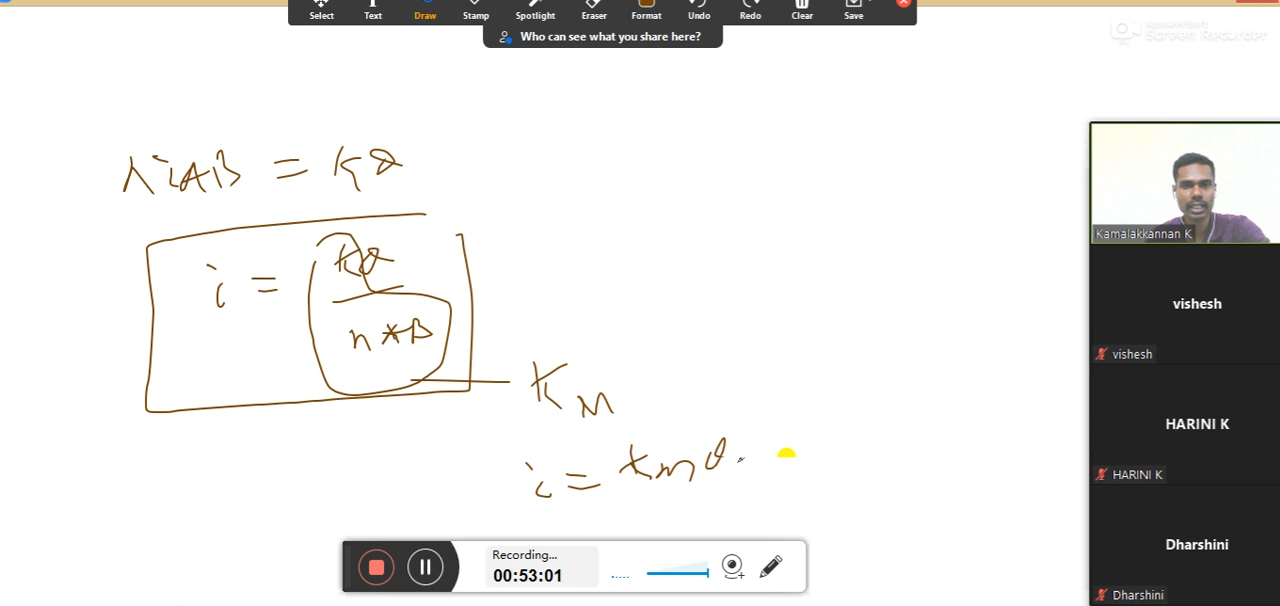 Select Text Draw Stamp Spotlight Eraser Format Undo Redo Clear Save
Who can see what you share here?
Screen Recorder
NiAB = Kθ
i = Kθ
n*B
KM
i = Kmθ.
Kamalakkannan K
vishesh
vishesh
HARINI K
HARINI K
Dharshini
Dharshini
Recording...
00:53:01